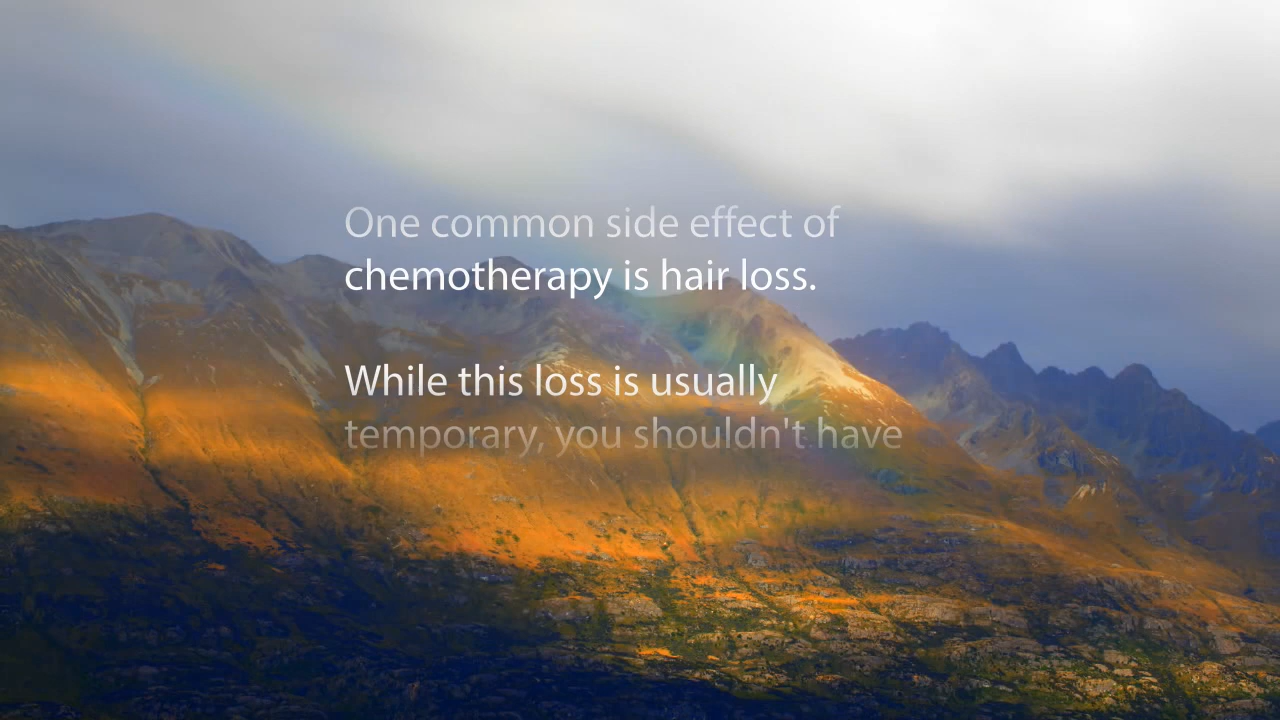 One common side effect of
chemotherapy is hair loss.
While this loss is usually
temporary, you shouldn't have